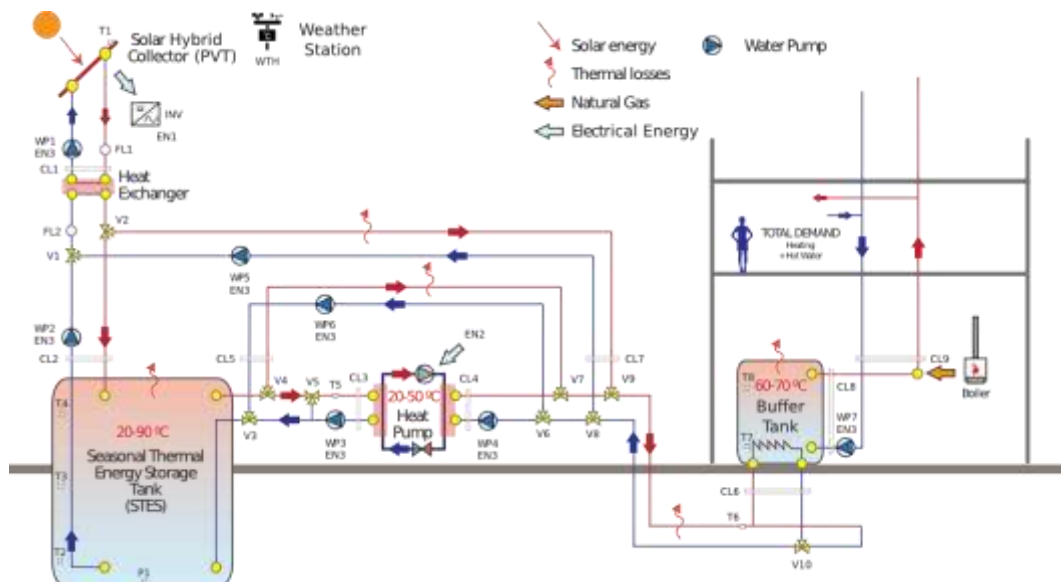 T1
Solar Hybrid
Collector (PVT)
WTH
Weather
Station
Solar energy
Thermal losses
Natural Gas
Electrical Energy
Water Pump
INV
EN1
WP1
EN3
FL1
CL1
Heat
Exchanger
FL2
V2
V1
WP5
EN3
WP6
EN3
EN2
WP2
EN3
CL2
CL5
CL3
CL4
CL7
V4
V5
T5
V7
V9
V3
WP3
EN3
20-50 ºC
Heat
Pump
WP4
EN3
V6
V8
T4
20-90 ºC
Seasonal Thermal
Energy Storage
Tank
(STES)
T3
T2
P1
TOTAL DEMAND
Heating
+Hot Water
T8
60-70 ºC
Buffer
Tank
T7
CL8
WP7
EN3
CL9
Boiler
CL6
T6
V10